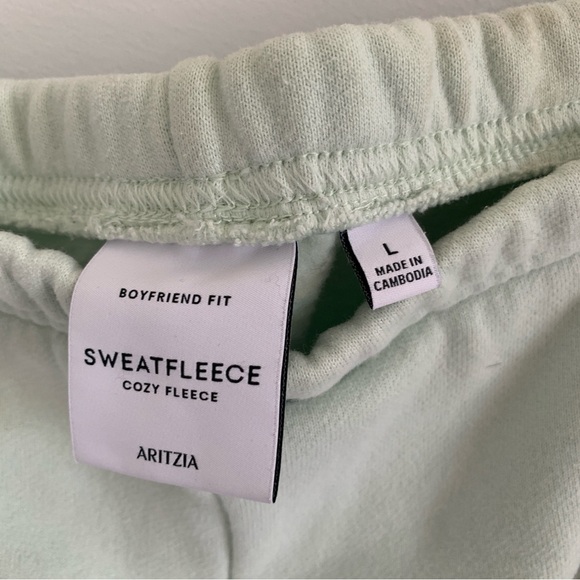 BOYFRIEND FIT
SWEATFLEECE
COZY FLEECE
ARITZIA
L
MADE IN
CAMBODIA